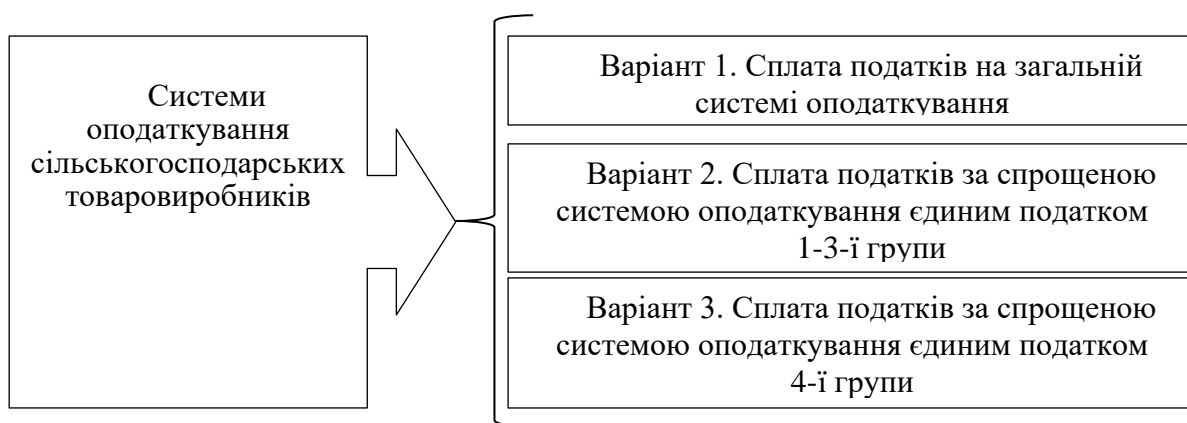 Системи
оподаткування
сільськогосподарських
товаровиробників
Варіант 1. Сплата податків на загальній
системі оподаткування
Варіант 2. Сплата податків за спрощеною
системою оподаткування єдиним податком
1-3-ї групи
Варіант 3. Сплата податків за спрощеною
системою оподаткування єдиним податком
4-ї групи